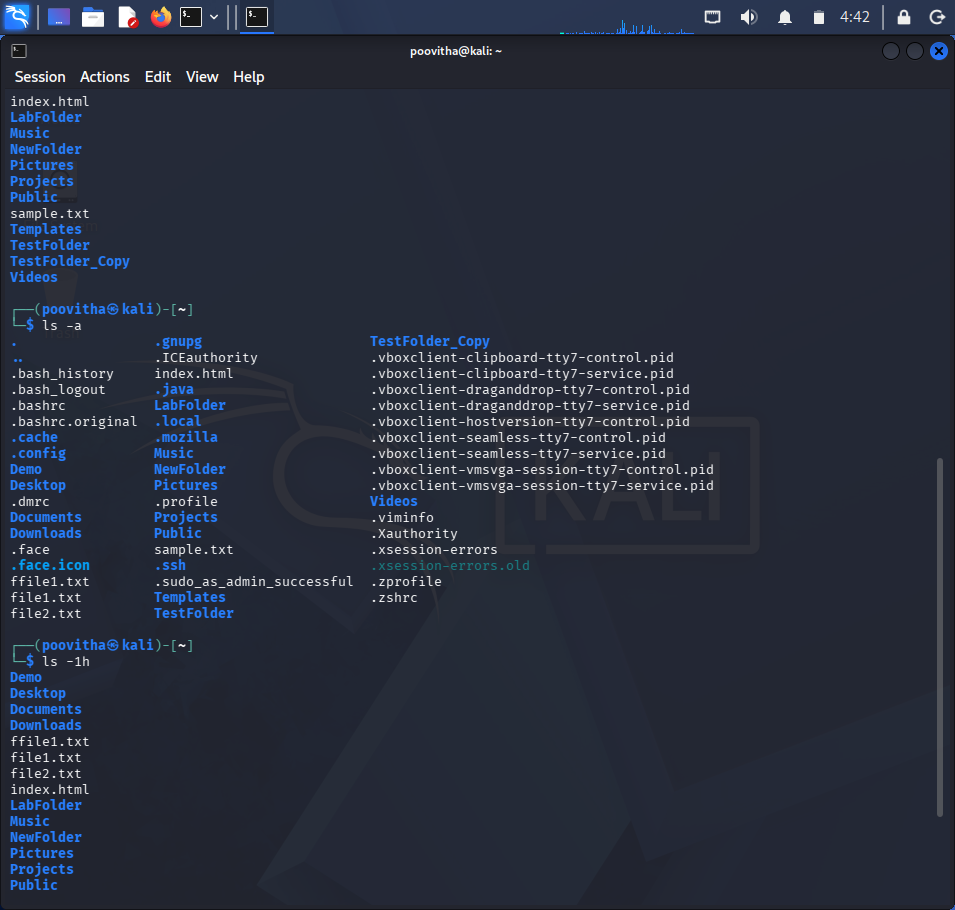 4:42
poovitha@kali: ~
Session Actions Edit View Help
index.html
LabFolder
Music
NewFolder
Pictures
Projects
Public
sample.txt
Templates
TestFolder
TestFolder_Copy
Videos
┌──(poovitha㉿kali)-[~]
└─$ ls -a
. .gnupg TestFolder_Copy
.. .ICEauthority .vboxclient-clipboard-tty7-control.pid
.bash_history index.html .vboxclient-clipboard-tty7-service.pid
.bash_logout .java .vboxclient-draganddrop-tty7-control.pid
.bashrc LabFolder .vboxclient-draganddrop-tty7-service.pid
.bashrc.original .local .vboxclient-hostversion-tty7-control.pid
.cache .mozilla .vboxclient-seamless-tty7-control.pid
.config Music .vboxclient-seamless-tty7-service.pid
Demo NewFolder .vboxclient-vmsvga-session-tty7-control.pid
Desktop Pictures .vboxclient-vmsvga-session-tty7-service.pid
.dmrc .profile Videos
Documents Projects .viminfo
Downloads Public .Xauthority
.face sample.txt .xsession-errors
.face.icon .ssh .xsession-errors.old
ffile1.txt .sudo_as_admin_successful .zprofile
file1.txt Templates .zshrc
file2.txt TestFolder
KALI
┌──(poovitha㉿kali)-[~]
└─$ ls -1h
Demo
Desktop
Documents
Downloads
ffile1.txt
file1.txt
file2.txt
index.html
LabFolder
Music
NewFolder
Pictures
Projects
Public